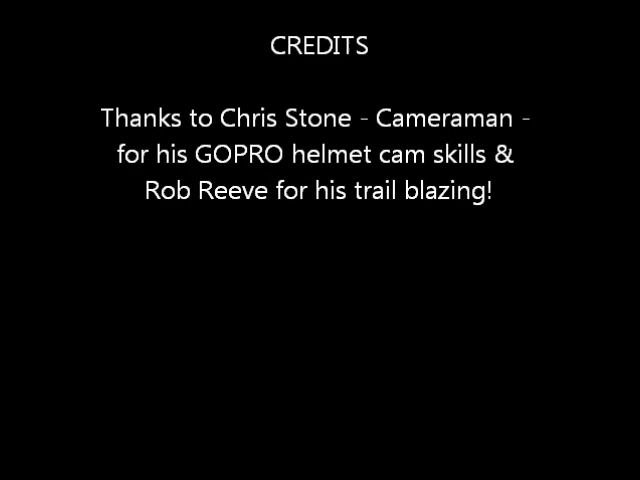 CREDITS
Thanks to Chris Stone - Cameraman -
for his GOPRO helmet cam skills &
Rob Reeve for his trail blazing!